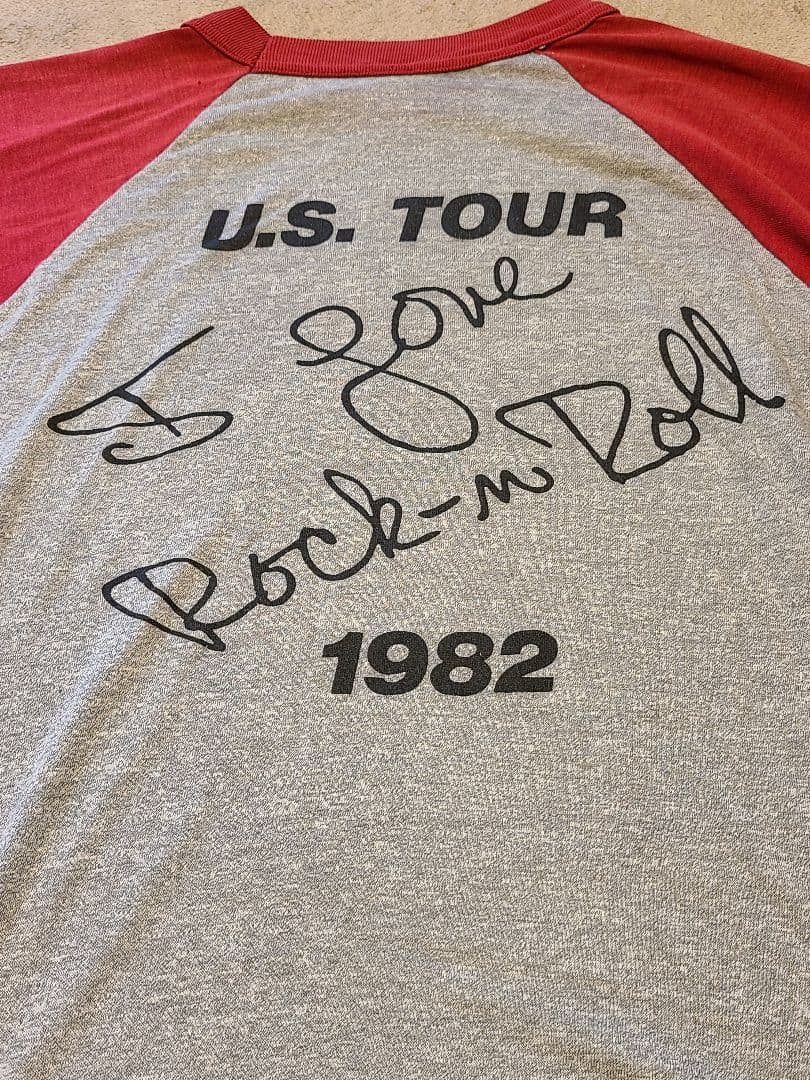 U.S. TOUR
I Love
Rock-n Roll
1982